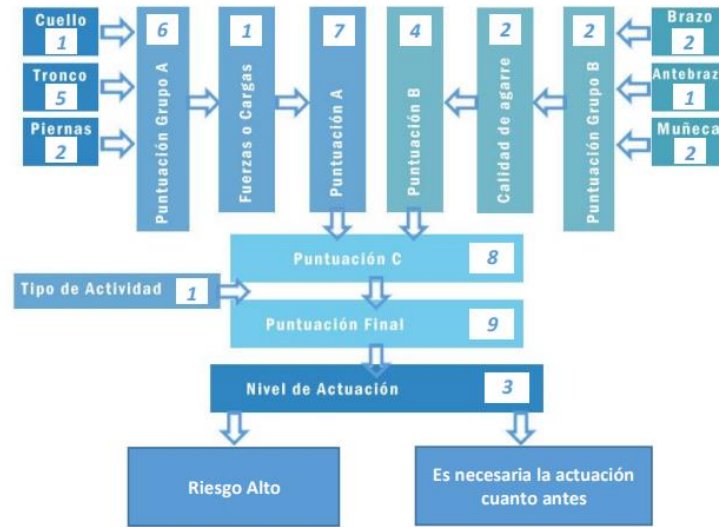 Cuello
1
Tronco
5
Piernas
2
6
Puntuación Grupo A
1
Fuerzas o Cargas
7
Puntuación A
4
Puntuación B
2
Calidad de agarre
2
Puntuación Grupo B
Brazo
2
Antebraz
1
Muñeca
2
Puntuación C
8
Tipo de Actividad
1
Puntuación Final
9
Nivel de Actuación
3
Riesgo Alto
Es necesaria la actuación
cuanto antes